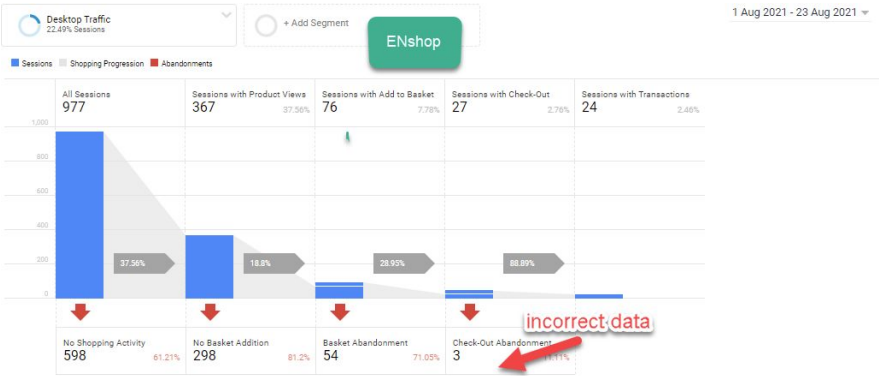 Desktop Traffic
22.49% Sessions
+ Add Segment
ENshop
1 Aug 2021 - 23 Aug 2021
Sessions Shopping Progression Abandonments
All Sessions
977
Sessions with Product Views
367 37.56%
Sessions with Add to Basket
76 7.78%
Sessions with Check-Out
27 2.76%
Sessions with Transactions
24 2.46%
1,000
800
600
400
200
0
37.56%
18.8%
28.95%
88.89%
incorrect data
No Shopping Activity
598 61.21%
No Basket Addition
298 81.2%
Basket Abandonment
54 71.05%
Check-Out Abandonment
3 11.11%